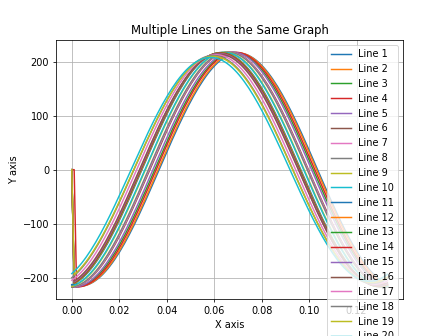 Multiple Lines on the Same Graph
Y axis
200
100
0
−100
−200
0.00
0.02
0.04
0.06
0.08
0.10
X axis
Line 1
Line 2
Line 3
Line 4
Line 5
Line 6
Line 7
Line 8
Line 9
Line 10
Line 11
Line 12
Line 13
Line 14
Line 15
Line 16
Line 17
Line 18
Line 19
Line 20